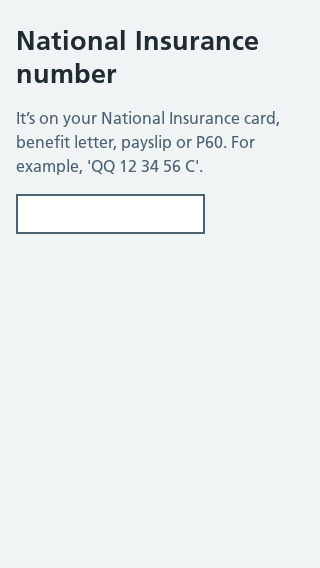 National Insurance
number
It’s on your National Insurance card,
benefit letter, payslip or P60. For
example, 'QQ 12 34 56 C'.